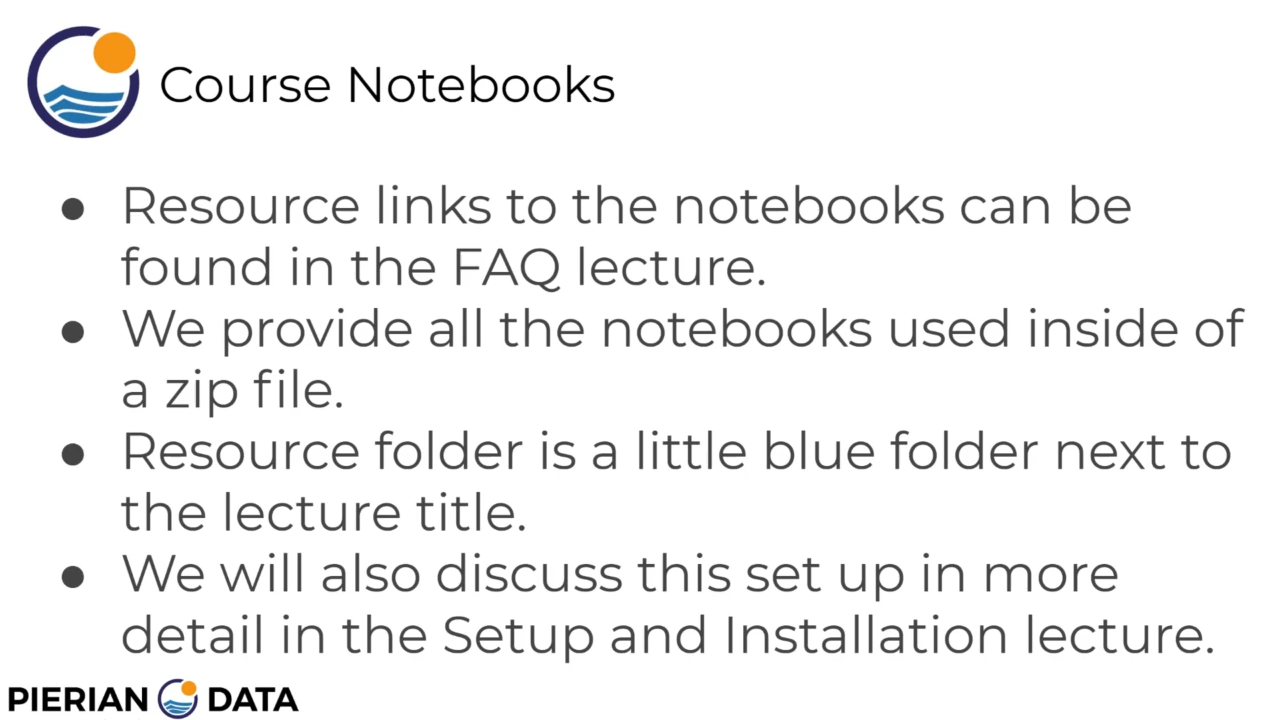 Course Notebooks
● Resource links to the notebooks can be
found in the FAQ lecture.
● We provide all the notebooks used inside of
a zip file.
● Resource folder is a little blue folder next to
the lecture title.
● We will also discuss this set up in more
detail in the Setup and Installation lecture.
PIERIAN DATA